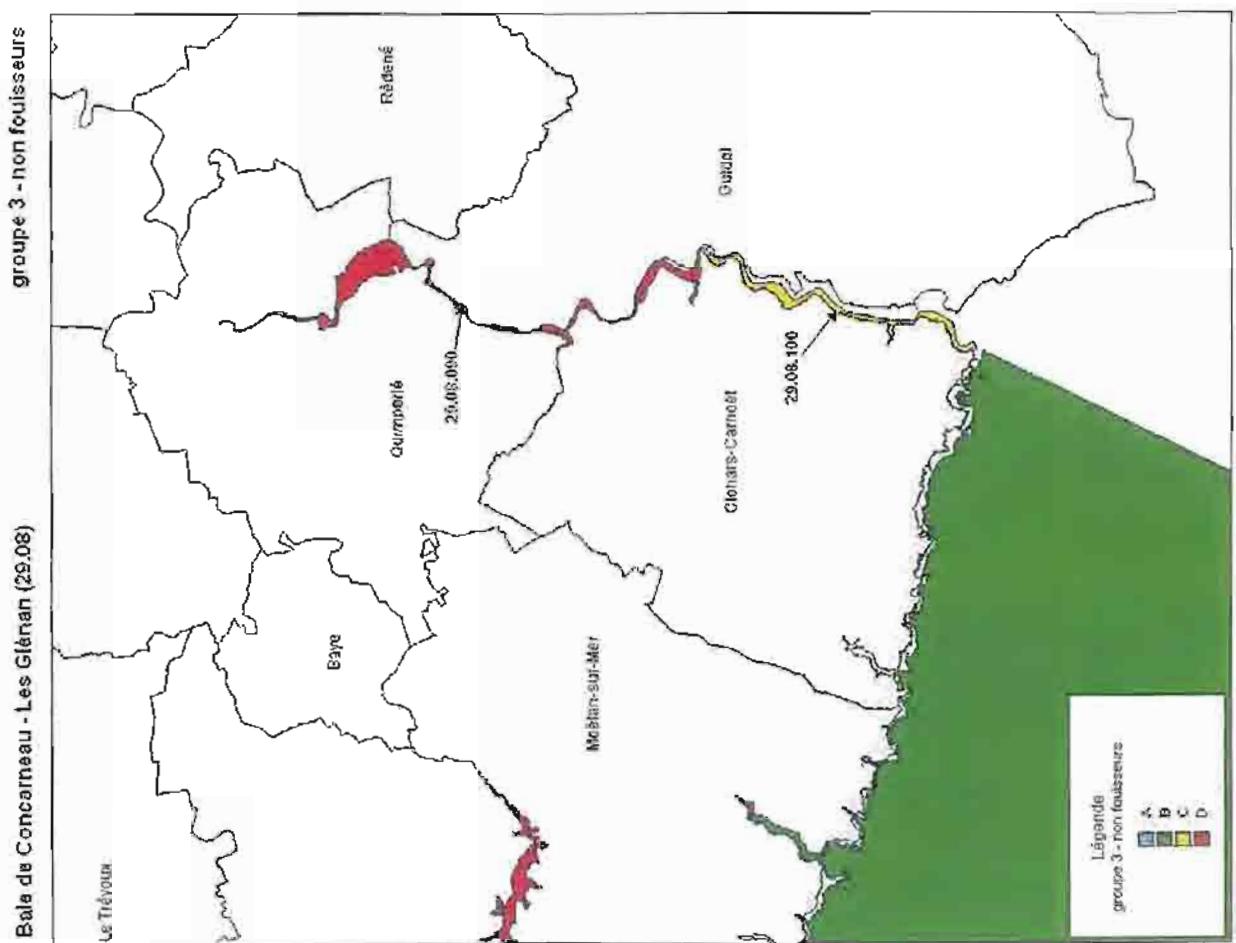 Baie de Concarneau - Les Glénan (29.08)
groupe 3 - non fouisseurs
Le Trévoux
Rédené
Baye
Quimperlé
29.08.090
Moëlan-sur-Mer
Clohars-Carnoët
Guidel
29.08.100
Légende
groupe 3 - non fouisseurs
A
B
C
D